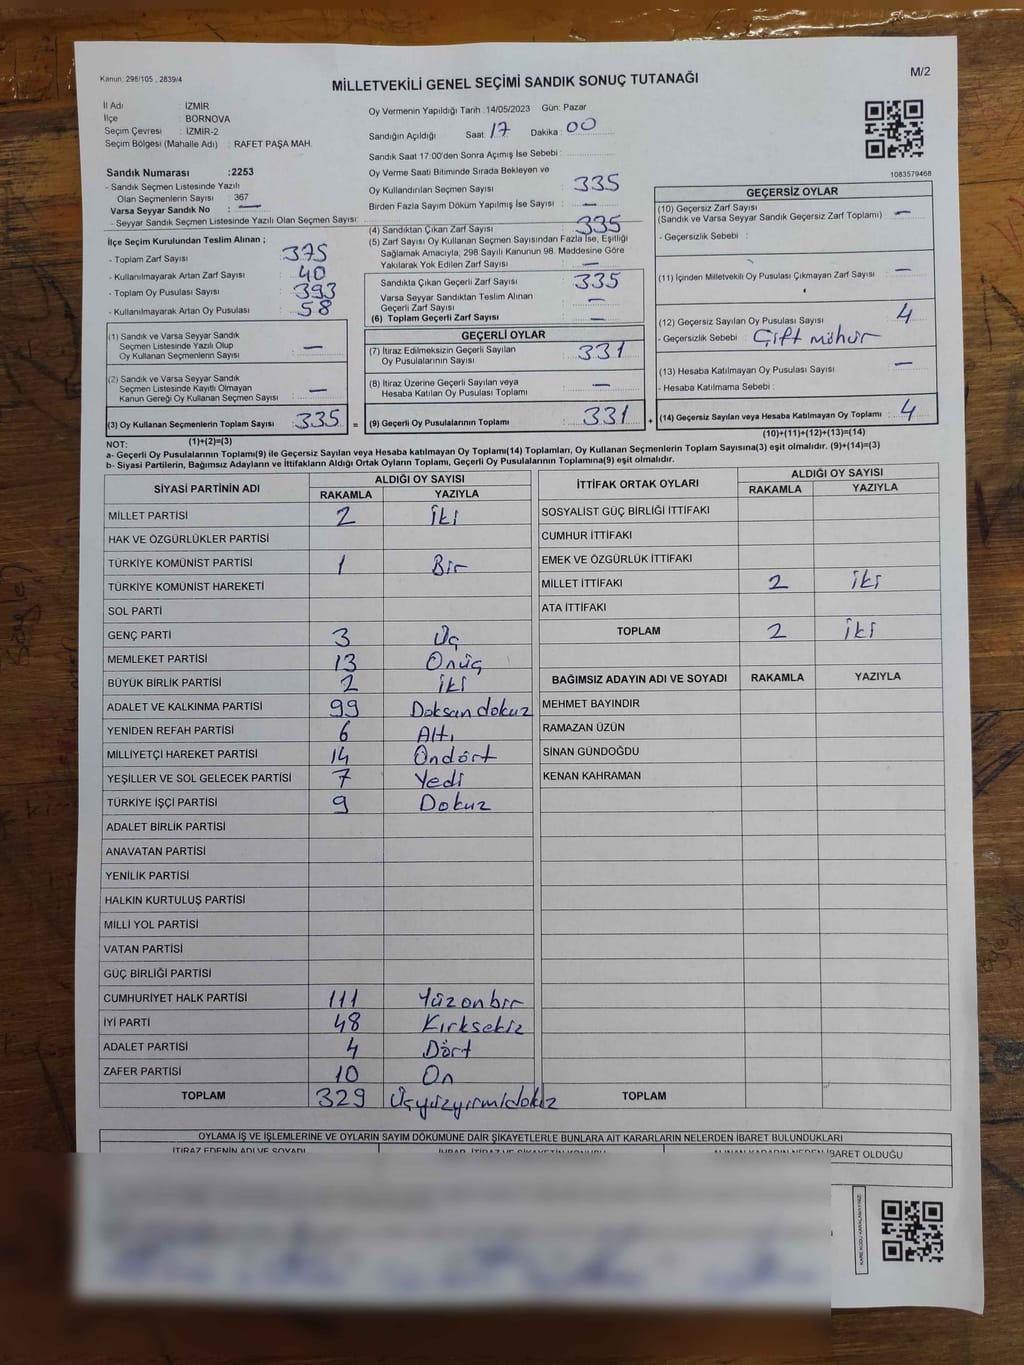 Kanun: 298/105 , 2839/4
MİLLETVEKİLİ GENEL SEÇİMİ SANDIK SONUÇ TUTANAĞI
M/2
İl Adı : İZMİR
İlçe : BORNOVA
Seçim Çevresi : İZMİR-2
Seçim Bölgesi (Mahalle Adı) : RAFET PAŞA MAH.
Oy Vermenin Yapıldığı Tarih :14/05/2023 Gün: Pazar
Sandığın Açıldığı Saat: 17 Dakika: 00
Sandık Saat 17:00'den Sonra Açımış İse Sebebi :
1083579468
Sandık Numarası :2253
- Sandık Seçmen Listesinde Yazılı
Olan Seçmenlerin Sayısı : 367
Varsa Seyyar Sandık No : —
- Seyyar Sandık Seçmen Listesinde Yazılı Olan Seçmen Sayısı:
Oy Verme Saati Bitiminde Sırada Bekleyen ve
Oy Kullandırılan Seçmen Sayısı : 335
Birden Fazla Sayım Döküm Yapılmış İse Sayısı : —
İlçe Seçim Kurulundan Teslim Alınan ;
- Toplam Zarf Sayısı : 375
- Kullanılmayarak Artan Zarf Sayısı : 40
- Toplam Oy Pusulası Sayısı : 393
- Kullanılmayarak Artan Oy Pusulası : 58
(4) Sandıktan Çıkan Zarf Sayısı : 335
(5) Zarf Sayısı Oy Kullanan Seçmen Sayısından Fazla İse, Eşitliği
Sağlamak Amacıyla, 298 Sayılı Kanunun 98. Maddesine Göre
Yakılarak Yok Edilen Zarf Sayısı : —
Sandıkta Çıkan Geçerli Zarf Sayısı : 335
Varsa Seyyar Sandıktan Teslim Alınan
Geçerli Zarf Sayısı : —
(6) Toplam Geçerli Zarf Sayısı : —
GEÇERSİZ OYLAR
(10) Geçersiz Zarf Sayısı
(Sandık ve Varsa Seyyar Sandık Geçersiz Zarf Toplamı) : —
- Geçersizlik Sebebi :
(11) İçinden Milletvekili Oy Pusulası Çıkmayan Zarf Sayısı : —
(12) Geçersiz Sayılan Oy Pusulası Sayısı : 4
- Geçersizlik Sebebi : Çift mühür
(13) Hesaba Katılmayan Oy Pusulası Sayısı : —
- Hesaba Katılmama Sebebi :
(14) Geçersiz Sayılan veya Hesaba Katılmayan Oy Toplamı : 4
(10)+(11)+(12)+(13)=(14)
(1) Sandık ve Varsa Seyyar Sandık
Seçmen Listesinde Yazılı Olup
Oy Kullanan Seçmenlerin Sayısı : —
(2) Sandık ve Varsa Seyyar Sandık
Seçmen Listesinde Kayıtlı Olmayan
Kanun Gereği Oy Kullanan Seçmen Sayısı : —
(3) Oy Kullanan Seçmenlerin Toplam Sayısı : 335 =
(1)+(2)=(3)
GEÇERLİ OYLAR
(7) İtiraz Edilmeksizin Geçerli Sayılan
Oy Pusulalarının Sayısı : 331
(8) İtiraz Üzerine Geçerli Sayılan veya
Hesaba Katılan Oy Pusulası Toplamı : —
(9) Geçerli Oy Pusulalarının Toplamı : 331 +
NOT:
a- Geçerli Oy Pusulasının Toplamı(9) ile Geçersiz Sayılan veya Hesaba katılmayan Oy Toplamı(14) Toplamları, Oy Kullanan Seçmenlerin Toplam Sayısına(3) eşit olmalıdır. (9)+(14)=(3)
b- Siyasi Partilerin, Bağımsız Adayların ve İttifakların Aldığı Ortak Oyların Toplamı, Geçerli Oy Pusulalarının Toplamına(9) eşit olmalıdır.
SİYASİ PARTİNİN ADI ALDIĞI OY SAYISI
RAKAMLA YAZIYLA
MİLLET PARTİSİ 2 İki
HAK VE ÖZGÜRLÜKLER PARTİSİ
TÜRKİYE KOMÜNİST PARTİSİ 1 Bir
TÜRKİYE KOMÜNİST HAREKETİ
SOL PARTİ
GENÇ PARTİ 3 Üç
MEMLEKET PARTİSİ 13 Onüç
BÜYÜK BİRLİK PARTİSİ 2 İki
ADALET VE KALKINMA PARTİSİ 99 Doksan dokuz
YENİDEN REFAH PARTİSİ 6 Altı
MİLLİYETÇİ HAREKET PARTİSİ 14 Ondört
YEŞİLLER VE SOL GELECEK PARTİSİ 7 Yedi
TÜRKİYE İŞÇİ PARTİSİ 9 Dokuz
ADALET BİRLİK PARTİSİ
ANAVATAN PARTİSİ
YENİLİK PARTİSİ
HALKIN KURTULUŞ PARTİSİ
MİLLİ YOL PARTİSİ
VATAN PARTİSİ
GÜÇ BİRLİĞİ PARTİSİ
CUMHURİYET HALK PARTİSİ 111 Yüzonbir
İYİ PARTİ 48 Kırksekiz
ADALET PARTİSİ 4 Dört
ZAFER PARTİSİ 10 On
TOPLAM 329 Üçyüzyirmidokuz
İTTİFAK ORTAK OYLARI ALDIĞI OY SAYISI
RAKAMLA YAZIYLA
SOSYALİST GÜÇ BİRLİĞİ İTTİFAKI
CUMHUR İTTİFAKI
EMEK VE ÖZGÜRLÜK İTTİFAKI
MİLLET İTTİFAKI 2 İki
ATA İTTİFAKI
TOPLAM 2 İki
BAĞIMSIZ ADAYIN ADI VE SOYADI RAKAMLA YAZIYLA
MEHMET BAYINDIR
RAMAZAN ÜZÜN
SİNAN GÜNDOĞDU
KENAN KAHRAMAN
TOPLAM
OYLAMA İŞ VE İŞLEMLERİNE VE OYLARIN SAYIM DÖKÜMÜNE DAİR ŞİKAYETLERLE BUNLARA AİT KARARLARIN NELERDEN İBARET BULUNDUKLARI
İTİRAZ EDENİN ADI VE SOYADI İHBAR, İTİRAZ VE ŞİKAYETİN KONUSU ALINAN KARARIN NEDEN İBARET OLDUĞU